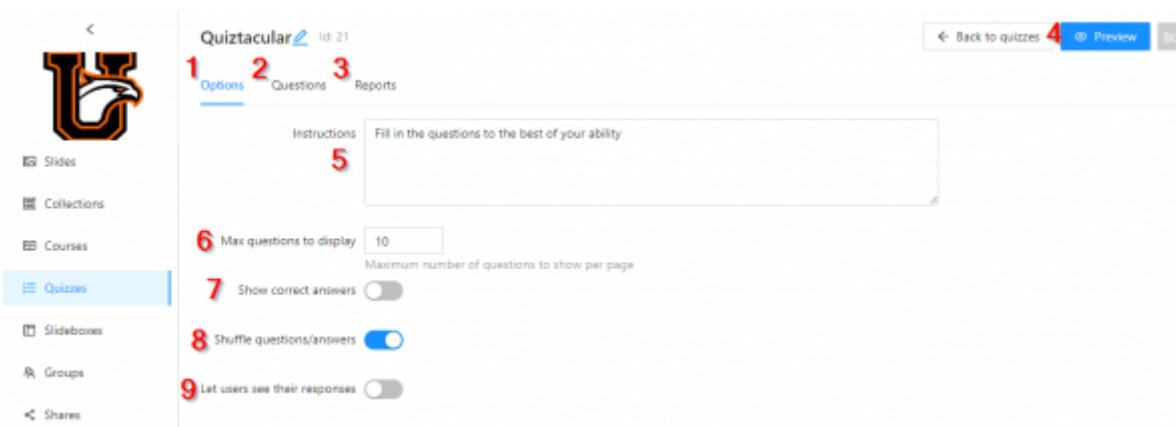 Quiztacular Id: 21
Back to quizzes 4 Preview
1 2 3
Options Questions Reports
Instructions Fill in the questions to the best of your ability
5
Slides
Collections
6 Max questions to display 10
Courses
Maximum number of questions to show per page
7 Show correct answers
Quizzes
8 Shuffle questions/answers
Slideboxes
Groups
9 Let users see their responses
Shares